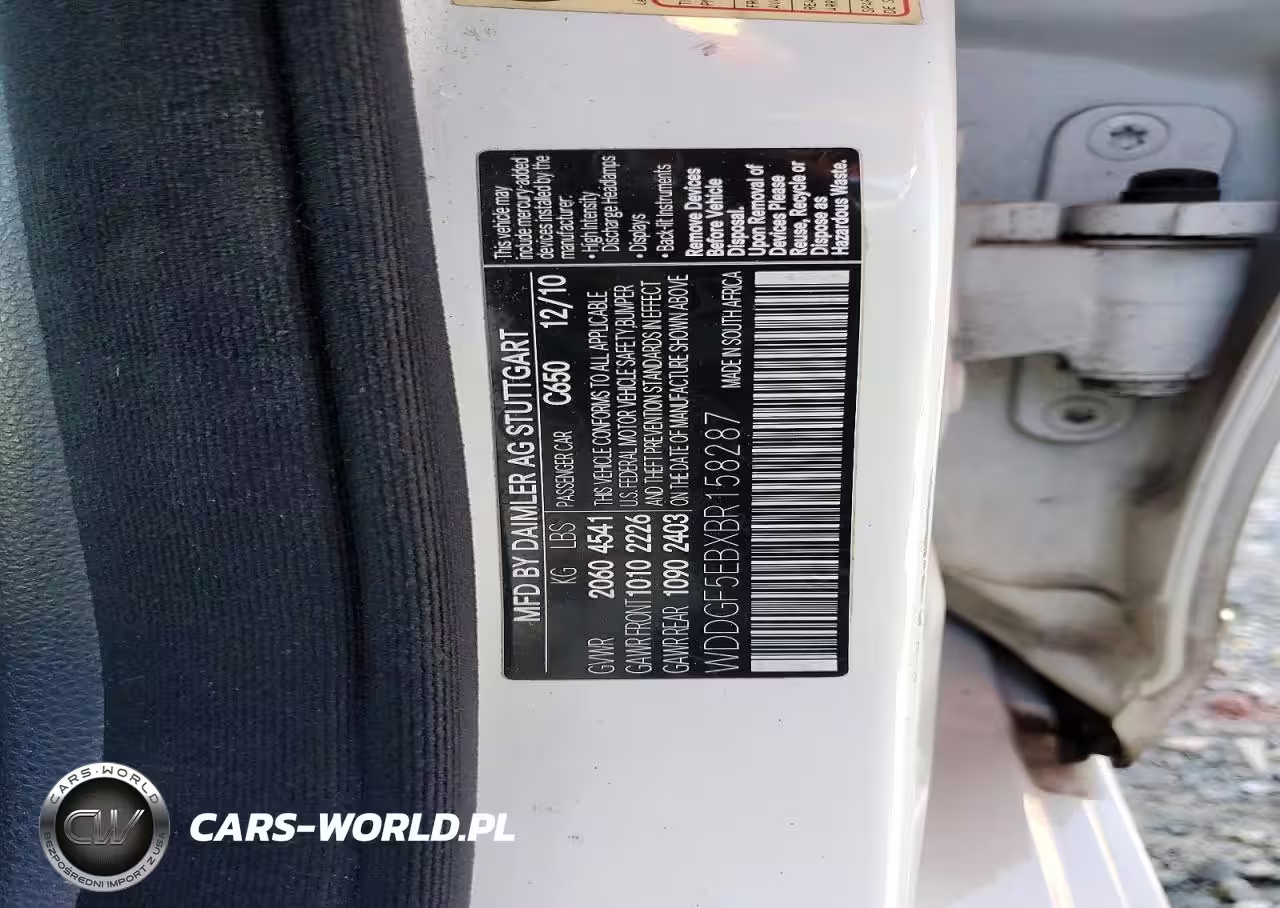 MFD BY DAIMLER AG STUTTGART
KG LBS PASSENGER CAR C650 12/10
GVWR 2060 4541
GAWR FRONT 1010 2226
GAWR REAR 1090 2403
THIS VEHICLE CONFORMS TO ALL APPLICABLE
U.S. FEDERAL MOTOR VEHICLE SAFETY,BUMPER
AND THEFT PREVENTION STANDARDS IN EFFECT
ON THE DATE OF MANUFACTURE SHOWN ABOVE
WDDGF5EBXBR158287 MADE IN SOUTH AFRICA
This vehicle may
include mercury-added
devices installed by the
manufacturer:
• High Intensity
Discharge Headlamps
• Displays
• Back-lit Instruments
Remove Devices
Before Vehicle
Disposal.
Upon Removal of
Devices Please
Reuse, Recycle or
Dispose as
Hazardous Waste.
CARS-WORLD
CW
BEZPOŚREDNI IMPORT Z USA
CARS-WORLD.PL